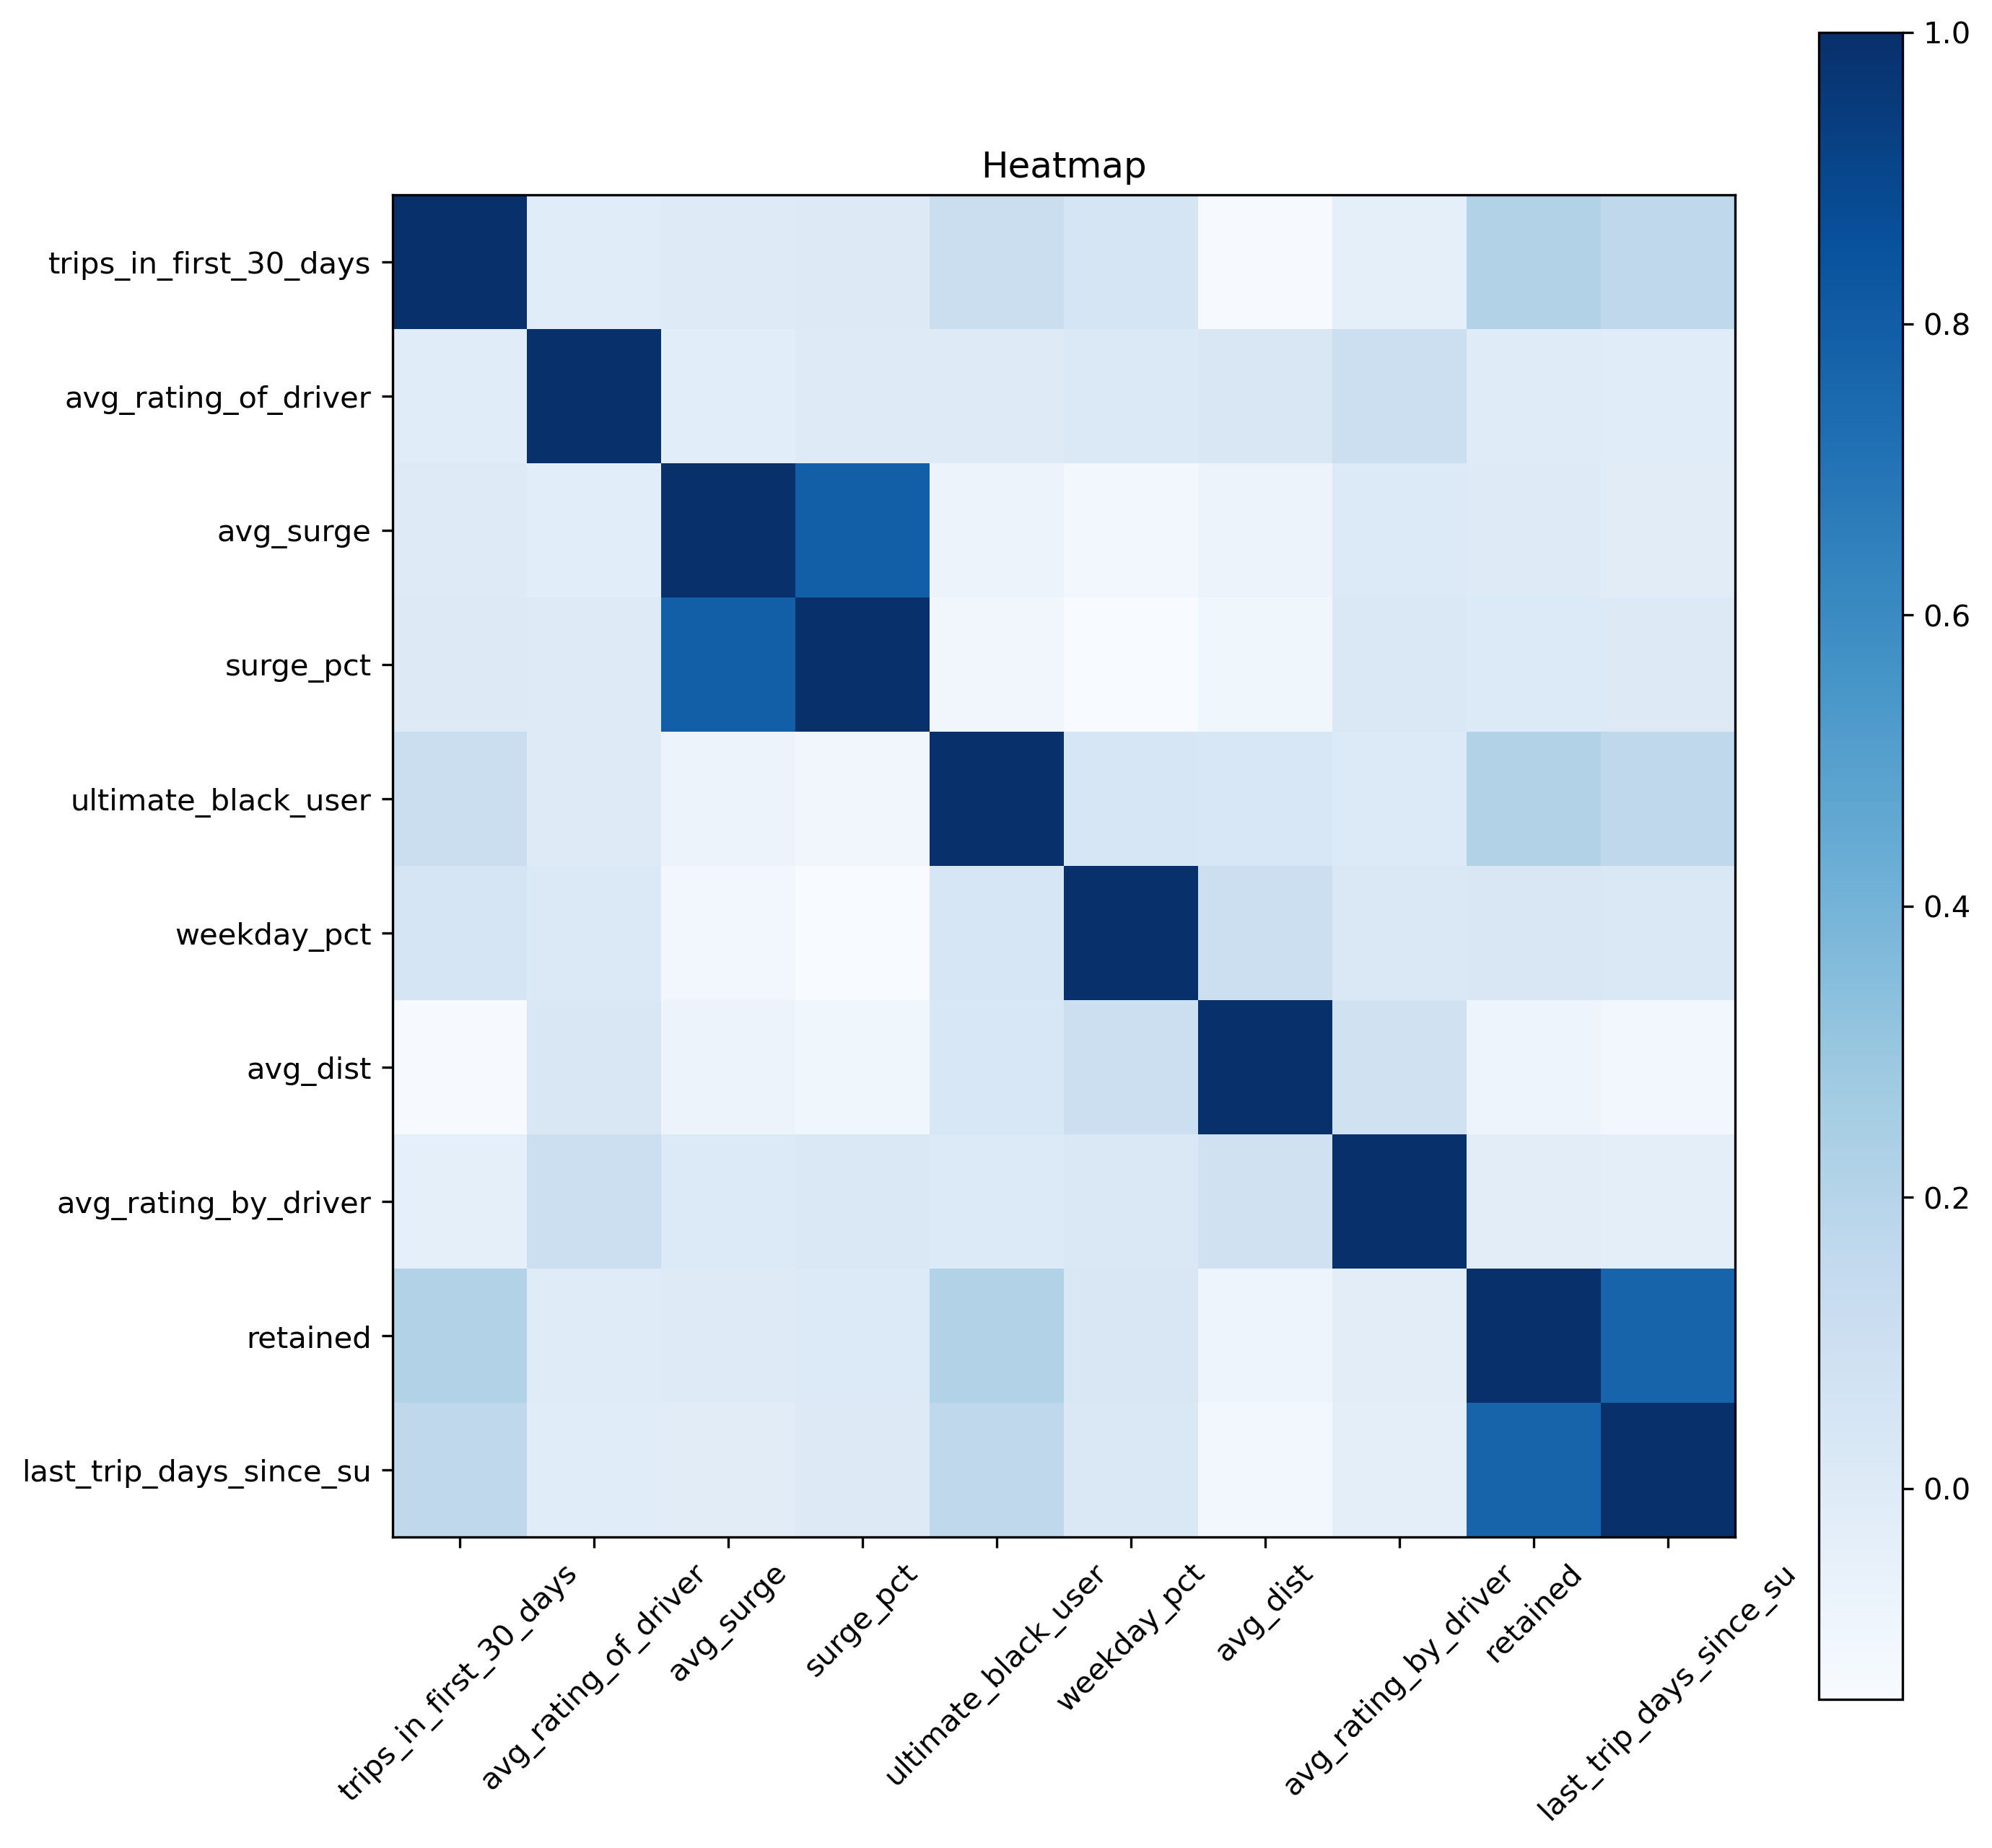 Heatmap
trips_in_first_30_days
avg_rating_of_driver
avg_surge
surge_pct
ultimate_black_user
weekday_pct
avg_dist
avg_rating_by_driver
retained
last_trip_days_since_su
trips_in_first_30_days
avg_rating_of_driver
avg_surge
surge_pct
ultimate_black_user
weekday_pct
avg_dist
avg_rating_by_driver
retained
last_trip_days_since_su
1.0
0.8
0.6
0.4
0.2
0.0